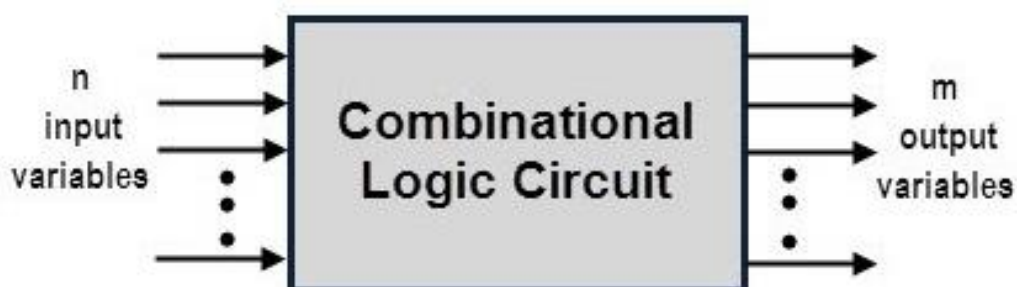 n
input
variables
Combinational
Logic Circuit
m
output
variables